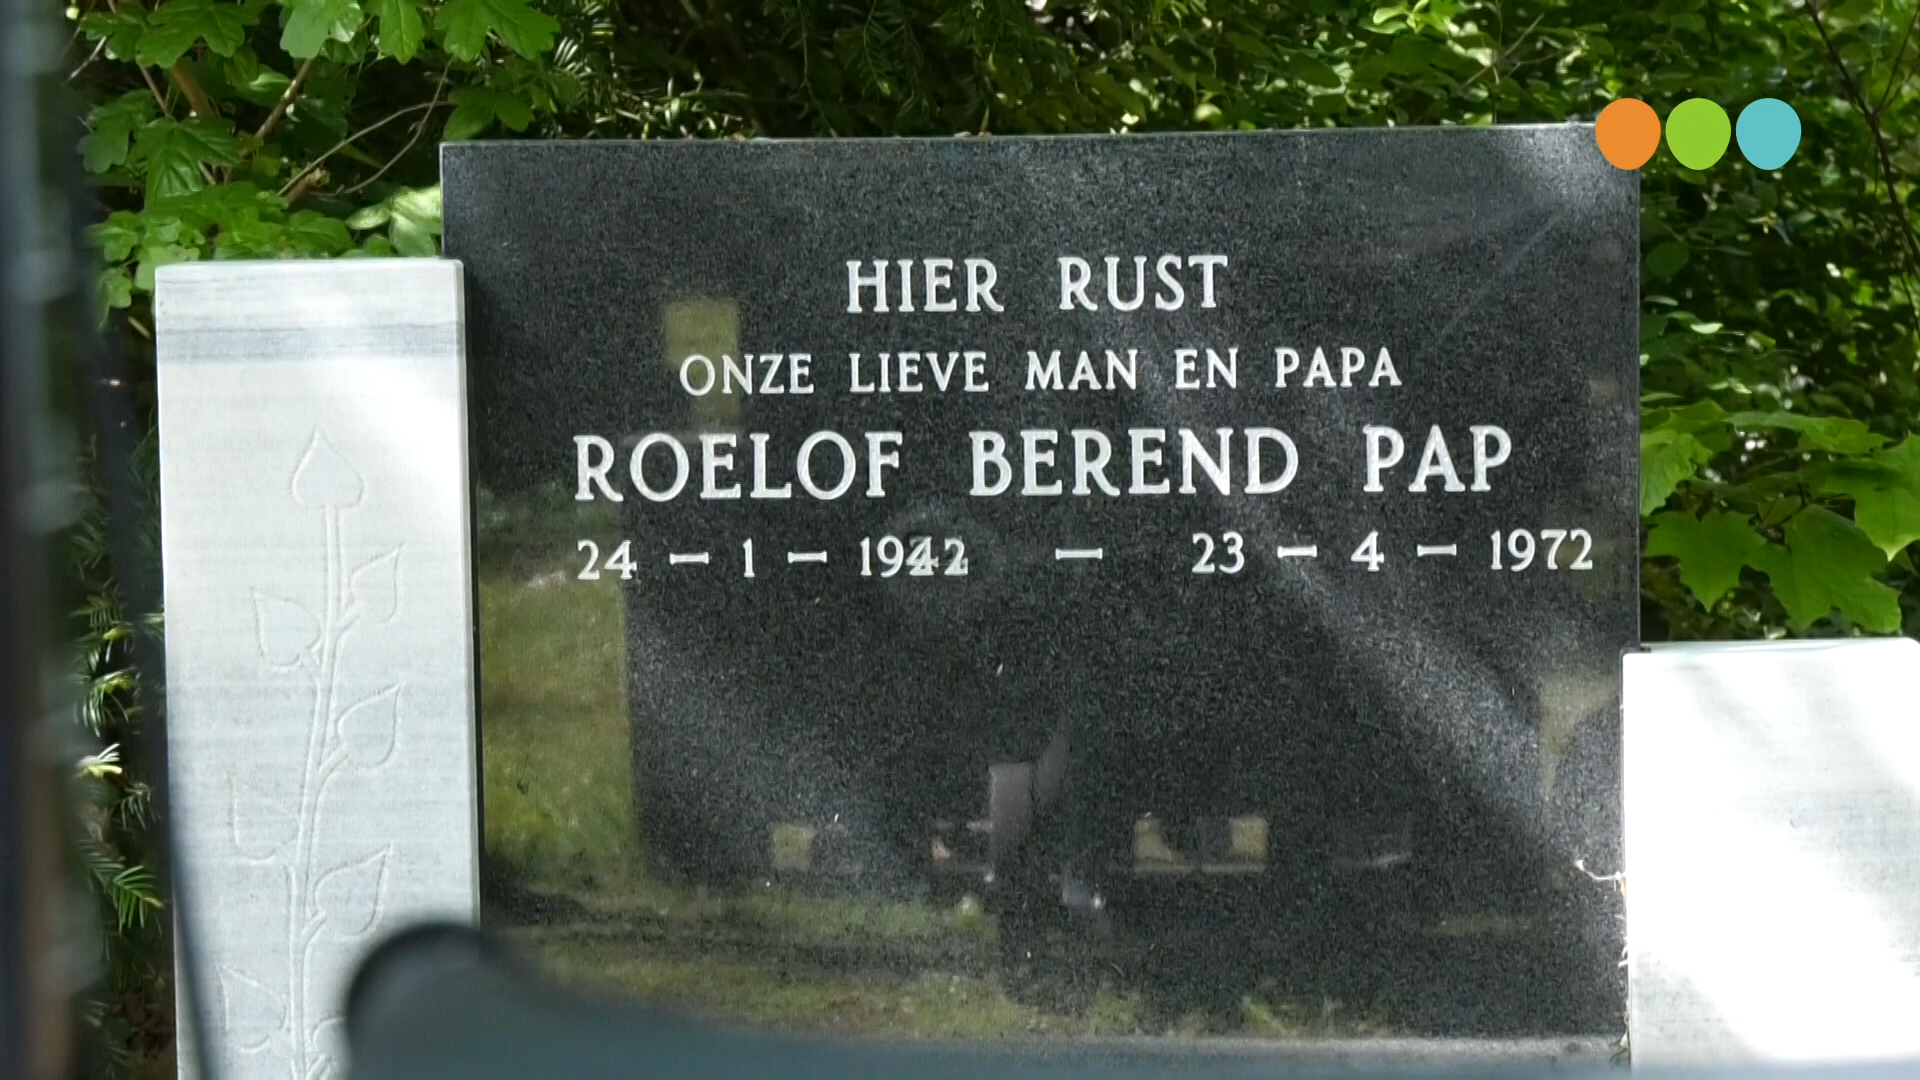 HIER RUST
ONZE LIEVE MAN EN PAPA
ROELOF BEREND PAP
24 - 1 - 1942 - 23 - 4 - 1972